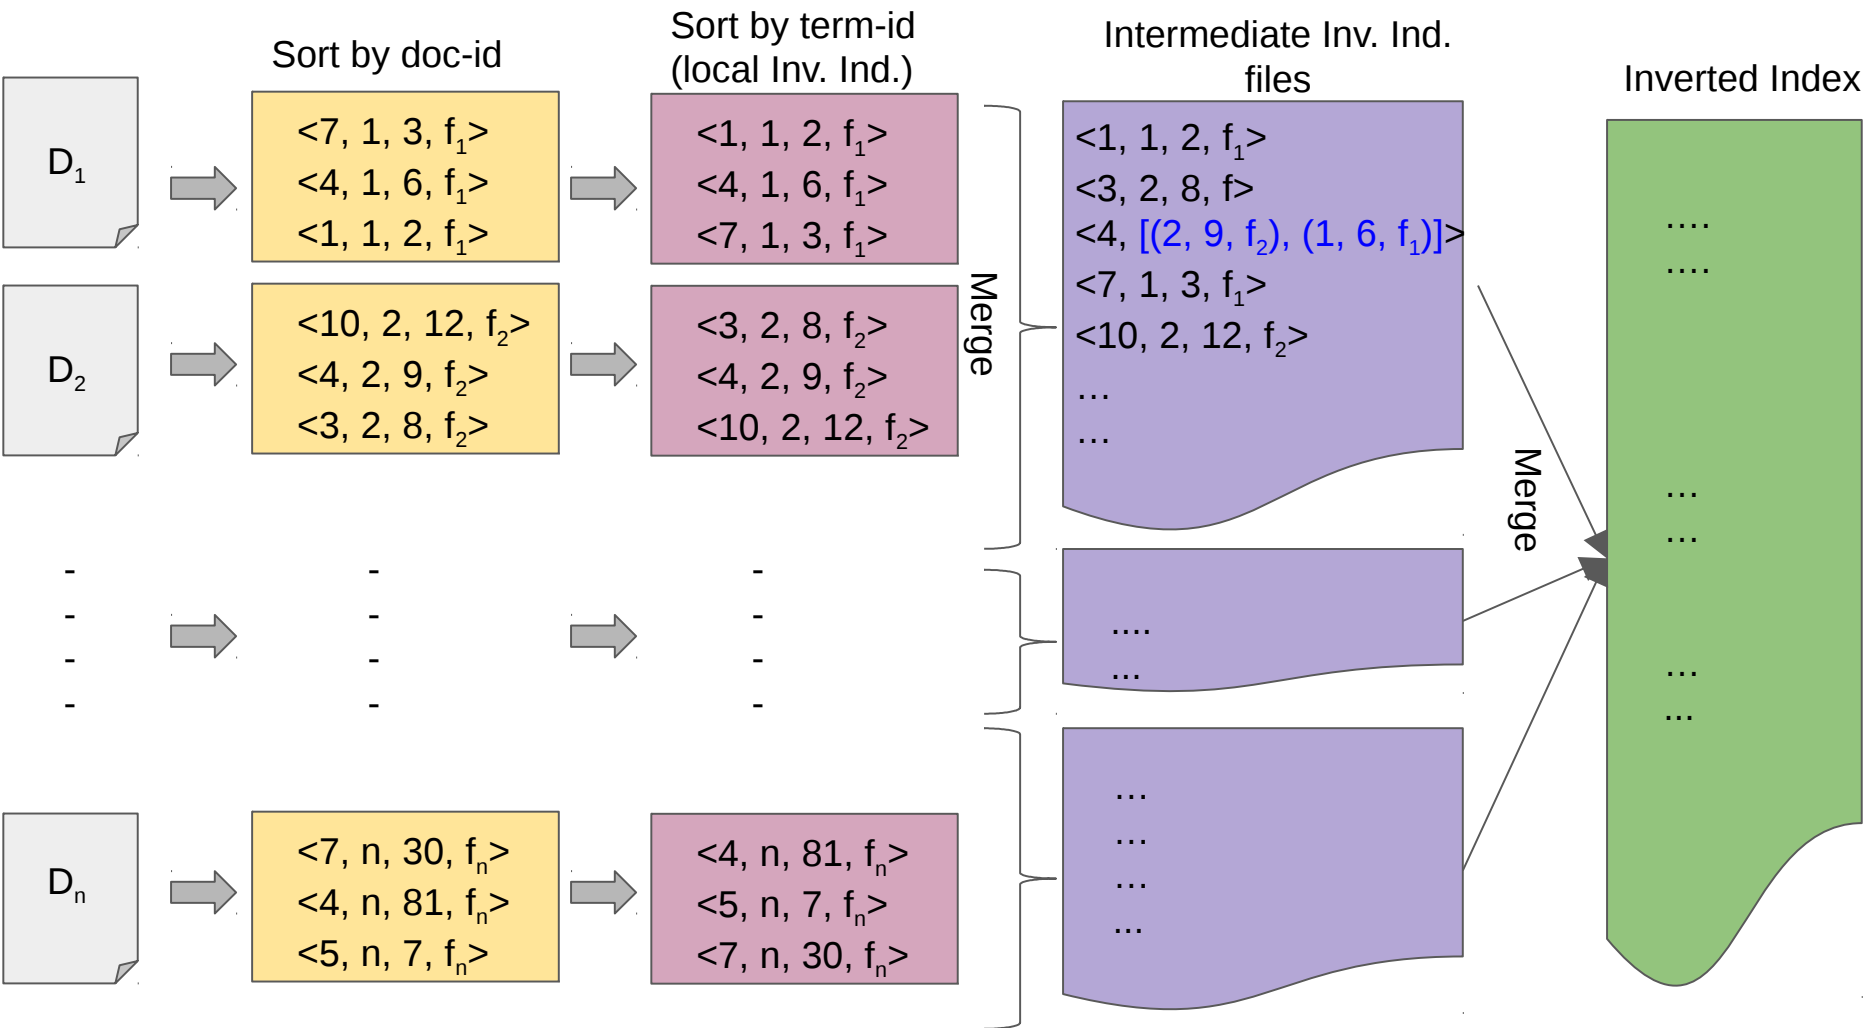 Sort by doc-id
Sort by term-id
(local Inv. Ind.)
Intermediate Inv. Ind.
files
Inverted Index
D₁
<7, 1, 3, f₁>
<4, 1, 6, f₁>
<1, 1, 2, f₁>
<1, 1, 2, f₁>
<4, 1, 6, f₁>
<7, 1, 3, f₁>
D₂
<10, 2, 12, f₂>
<4, 2, 9, f₂>
<3, 2, 8, f₂>
<3, 2, 8, f₂>
<4, 2, 9, f₂>
<10, 2, 12, f₂>
-
-
-
-
-
-
-
-
-
-
-
-
Dₙ
<7, n, 30, fₙ>
<4, n, 81, fₙ>
<5, n, 7, fₙ>
<4, n, 81, fₙ>
<5, n, 7, fₙ>
<7, n, 30, fₙ>
Merge
<1, 1, 2, f₁>
<3, 2, 8, f>
<4, [(2, 9, f₂), (1, 6, f₁)]>
<7, 1, 3, f₁>
<10, 2, 12, f₂>
...
...
....
...
...
...
...
...
Merge
....
....
...
...
...
...